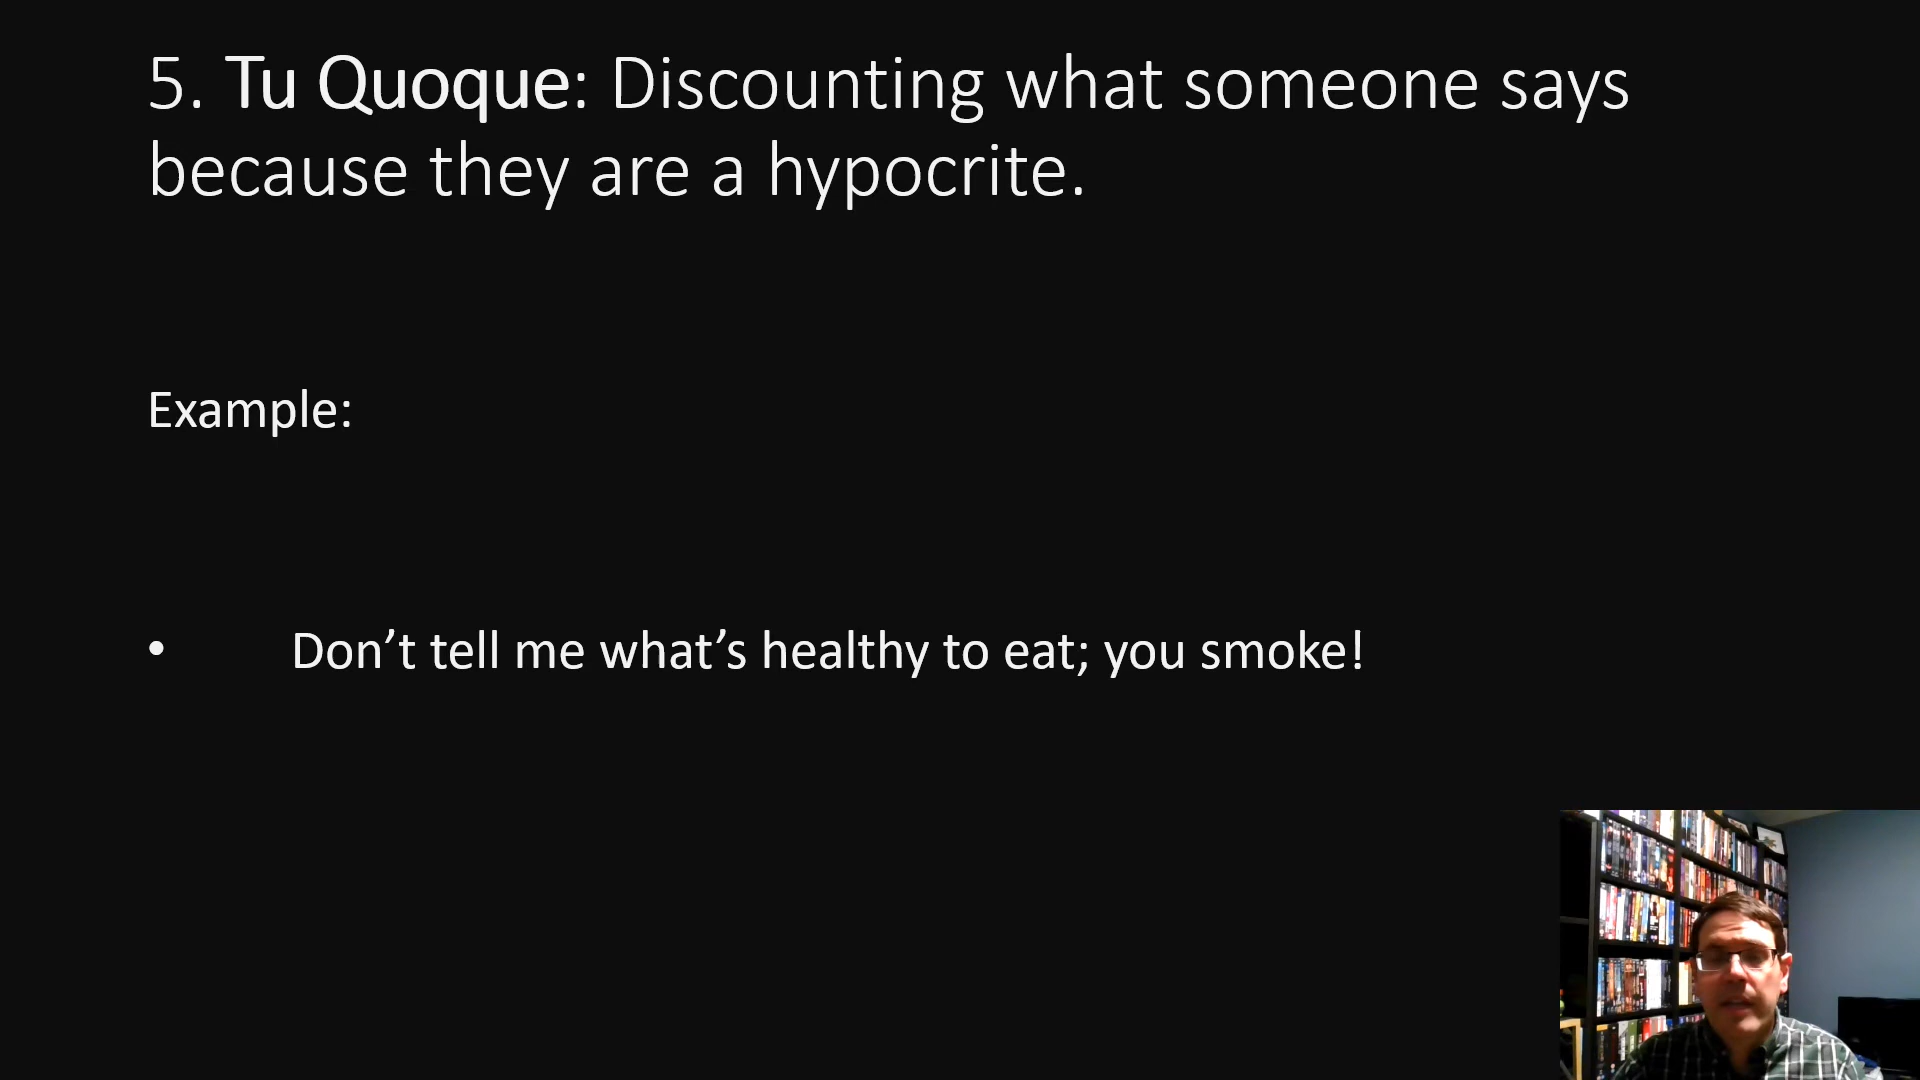 5. Tu Quoque: Discounting what someone says
because they are a hypocrite.
Example:
• Don’t tell me what’s healthy to eat; you smoke!